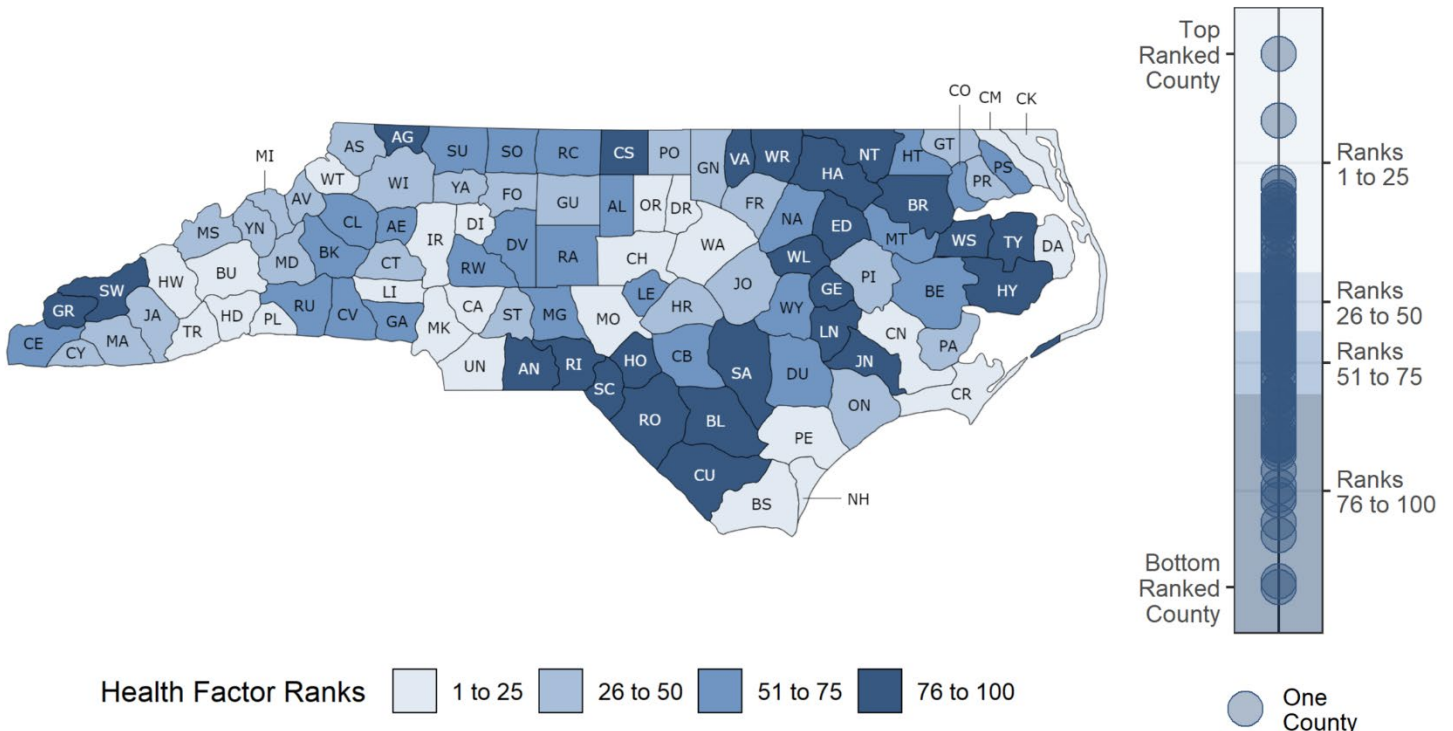 CO
CM
CK
AG
AS
SU
SO
RC
CS
PO
GN
VA
WR
NT
HA
HT
GT
PS
PR
MI
WT
WI
YA
FO
GU
AL
OR
DR
FR
NA
ED
BR
AV
CL
AE
DI
IR
DV
RA
WA
WL
MT
WS
TY
DA
MS
YN
MD
BK
CT
RW
CH
PI
BE
HY
SW
HW
BU
LI
CA
ST
MG
LE
HR
JO
WY
GE
GR
JA
TR
HD
PL
RU
CV
GA
MK
MO
LN
CN
PA
CE
CY
MA
UN
AN
RI
HO
CB
SA
DU
JN
SC
RO
BL
ON
CR
CU
PE
BS
NH
Top
Ranked
County
Ranks
1 to 25
Ranks
26 to 50
Ranks
51 to 75
Ranks
76 to 100
Bottom
Ranked
County
Health Factor Ranks 1 to 25 26 to 50 51 to 75 76 to 100
One
County